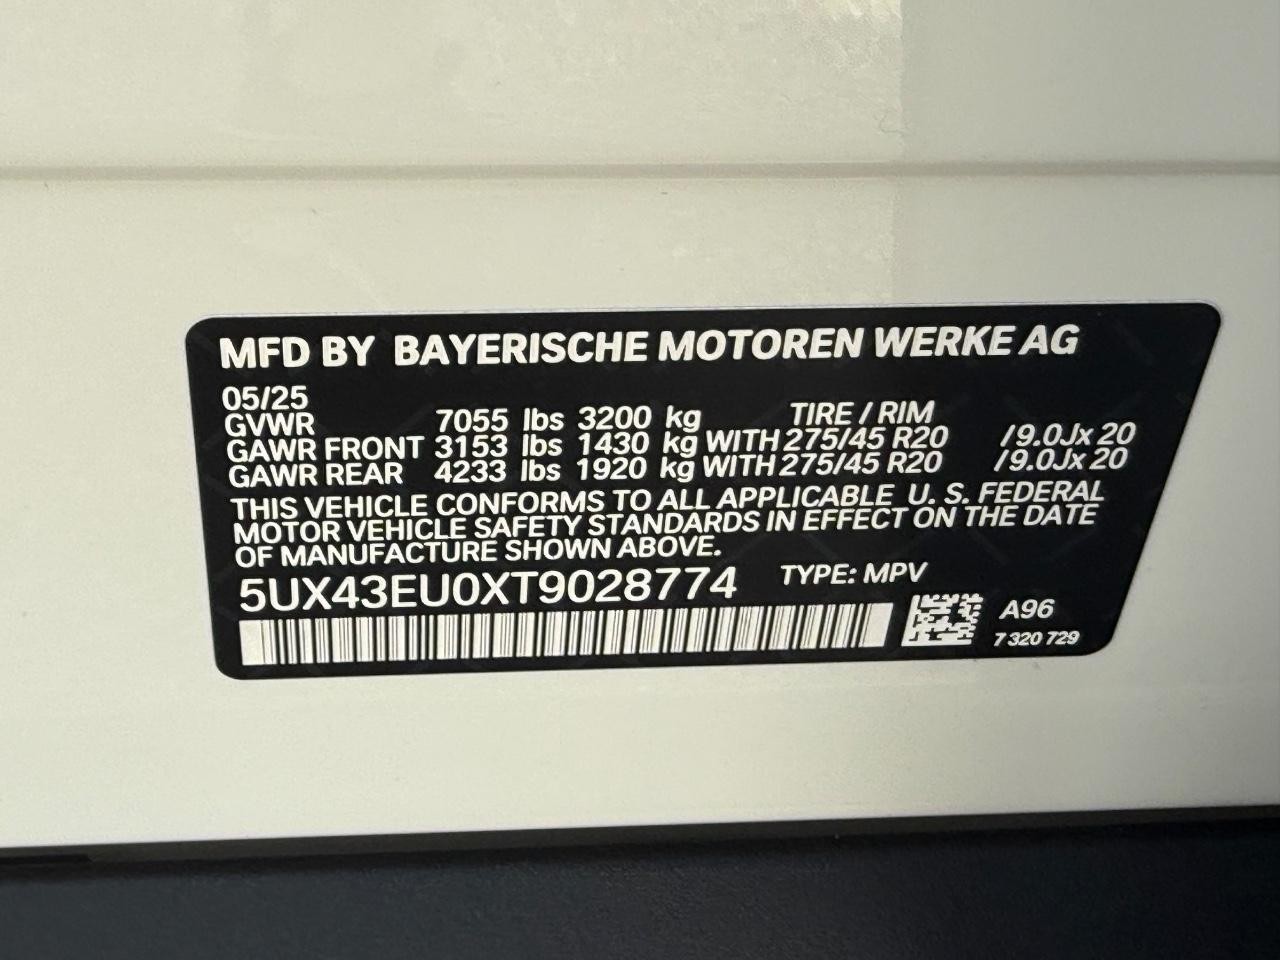 MFD BY BAYERISCHE MOTOREN WERKE AG
05/25
GVWR 7055 lbs 3200 kg TIRE / RIM
GAWR FRONT 3153 lbs 1430 kg WITH 275/45 R20 /9.0Jx 20
GAWR REAR 4233 lbs 1920 kg WITH 275/45 R20 /9.0Jx 20
THIS VEHICLE CONFORMS TO ALL APPLICABLE U. S. FEDERAL
MOTOR VEHICLE SAFETY STANDARDS IN EFFECT ON THE DATE
OF MANUFACTURE SHOWN ABOVE.
5UX43EU0XT9028774 TYPE: MPV
A96
7 320 729